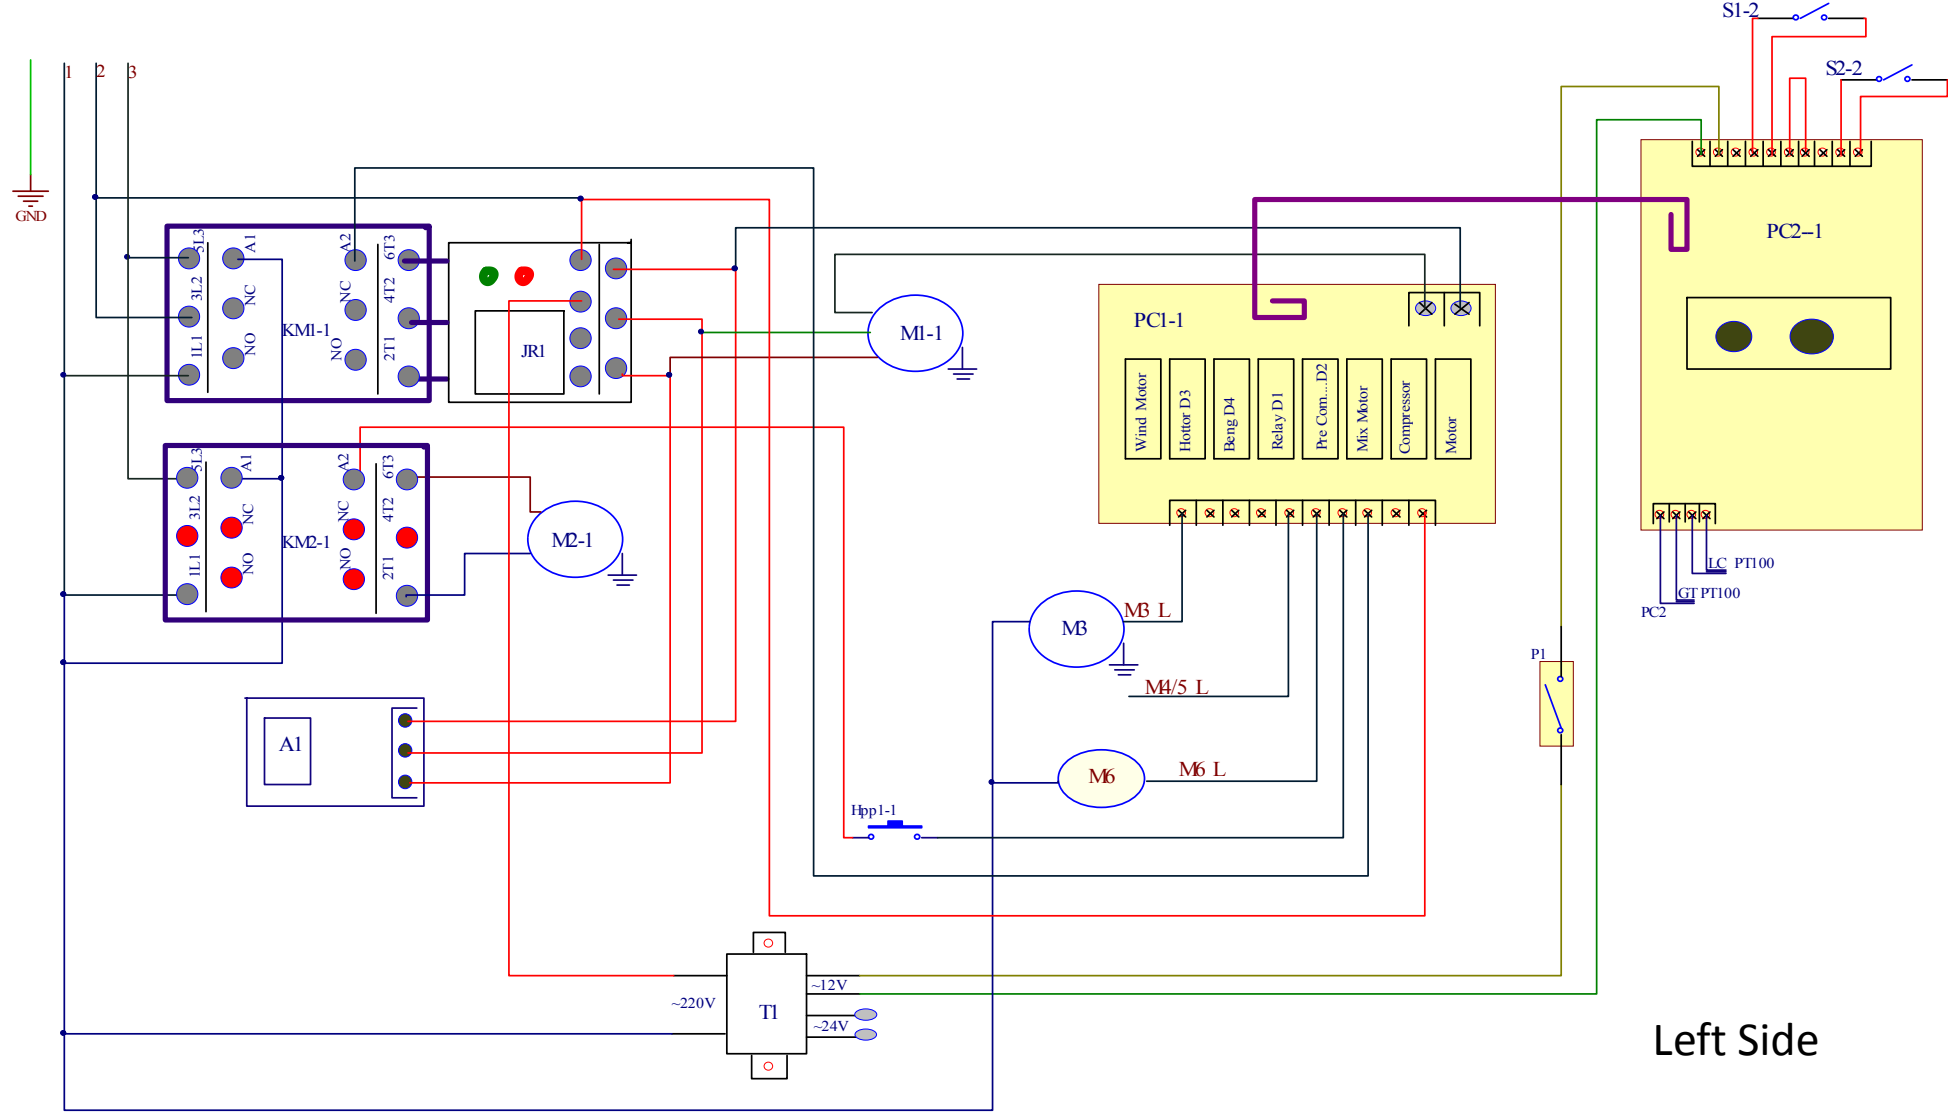 S1-2
S2-2
1
2
3
GND
5L3
A1
A2
6T3
3L2
NC
NC
4T2
KM1-1
1L1
NO
NO
2T1
JR1
M1-1
PC1-1
PC2--1
Wind Motor
Hottor D3
Beng D4
Relay D1
Pre Com....D2
Mix Motor
Compressor
Motor
5L3
A1
A2
6T3
3L2
NC
NC
4T2
KM2-1
1L1
NO
NO
2T1
M2-1
LC PT100
GT PT100
PC2
M3
M3 L
M4/5 L
P1
A1
M6
M6 L
Hpp1-1
~220V
T1
~12V
~24V
Left Side